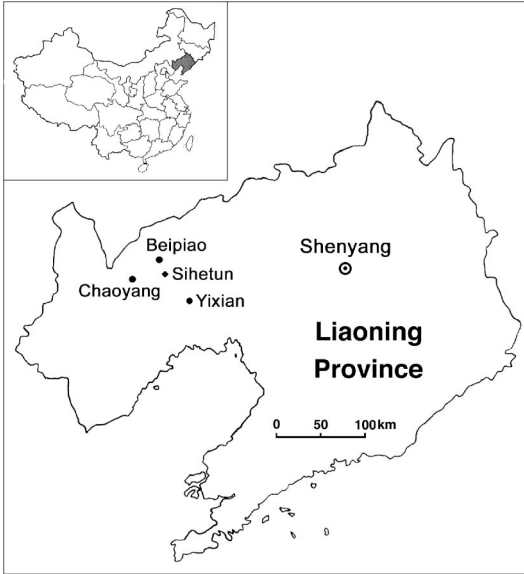 Shenyang
Beipiao
Sihetun
Chaoyang
Yixian
Liaoning
Province
0 50 100km